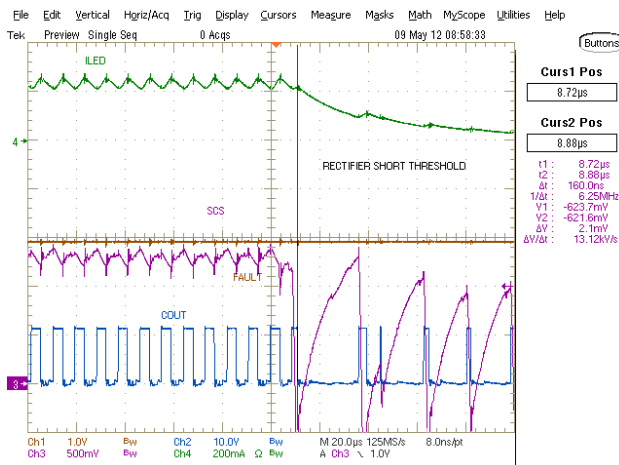 File Edit Vertical Horiz/Acq Trig Display Cursors Measure Masks Math MyScope Utilities Help
Tek Preview Single Seq 0 Acqs 09 May 12 08:58:33 Buttons
ILED
Curs1 Pos
8.72µs
Curs2 Pos
8.88µs
4
RECTIFIER SHORT THRESHOLD
t1 : 8.72µs
t2 : 8.88µs
Δt : 160.0ns
1/Δt : 6.25MHz
V1 : -623.7mV
V2 : -621.6mV
ΔV : 2.1mV
ΔV/Δt : 13.12kV/s
SCS
FAULT
COUT
3
Ch1 1.0V Bw Ch2 10.0V Bw M 20.0µs 125MS/s 8.0ns/pt
Ch3 500mV Bw Ch4 200mA Ω Bw A Ch3 \ 1.0V